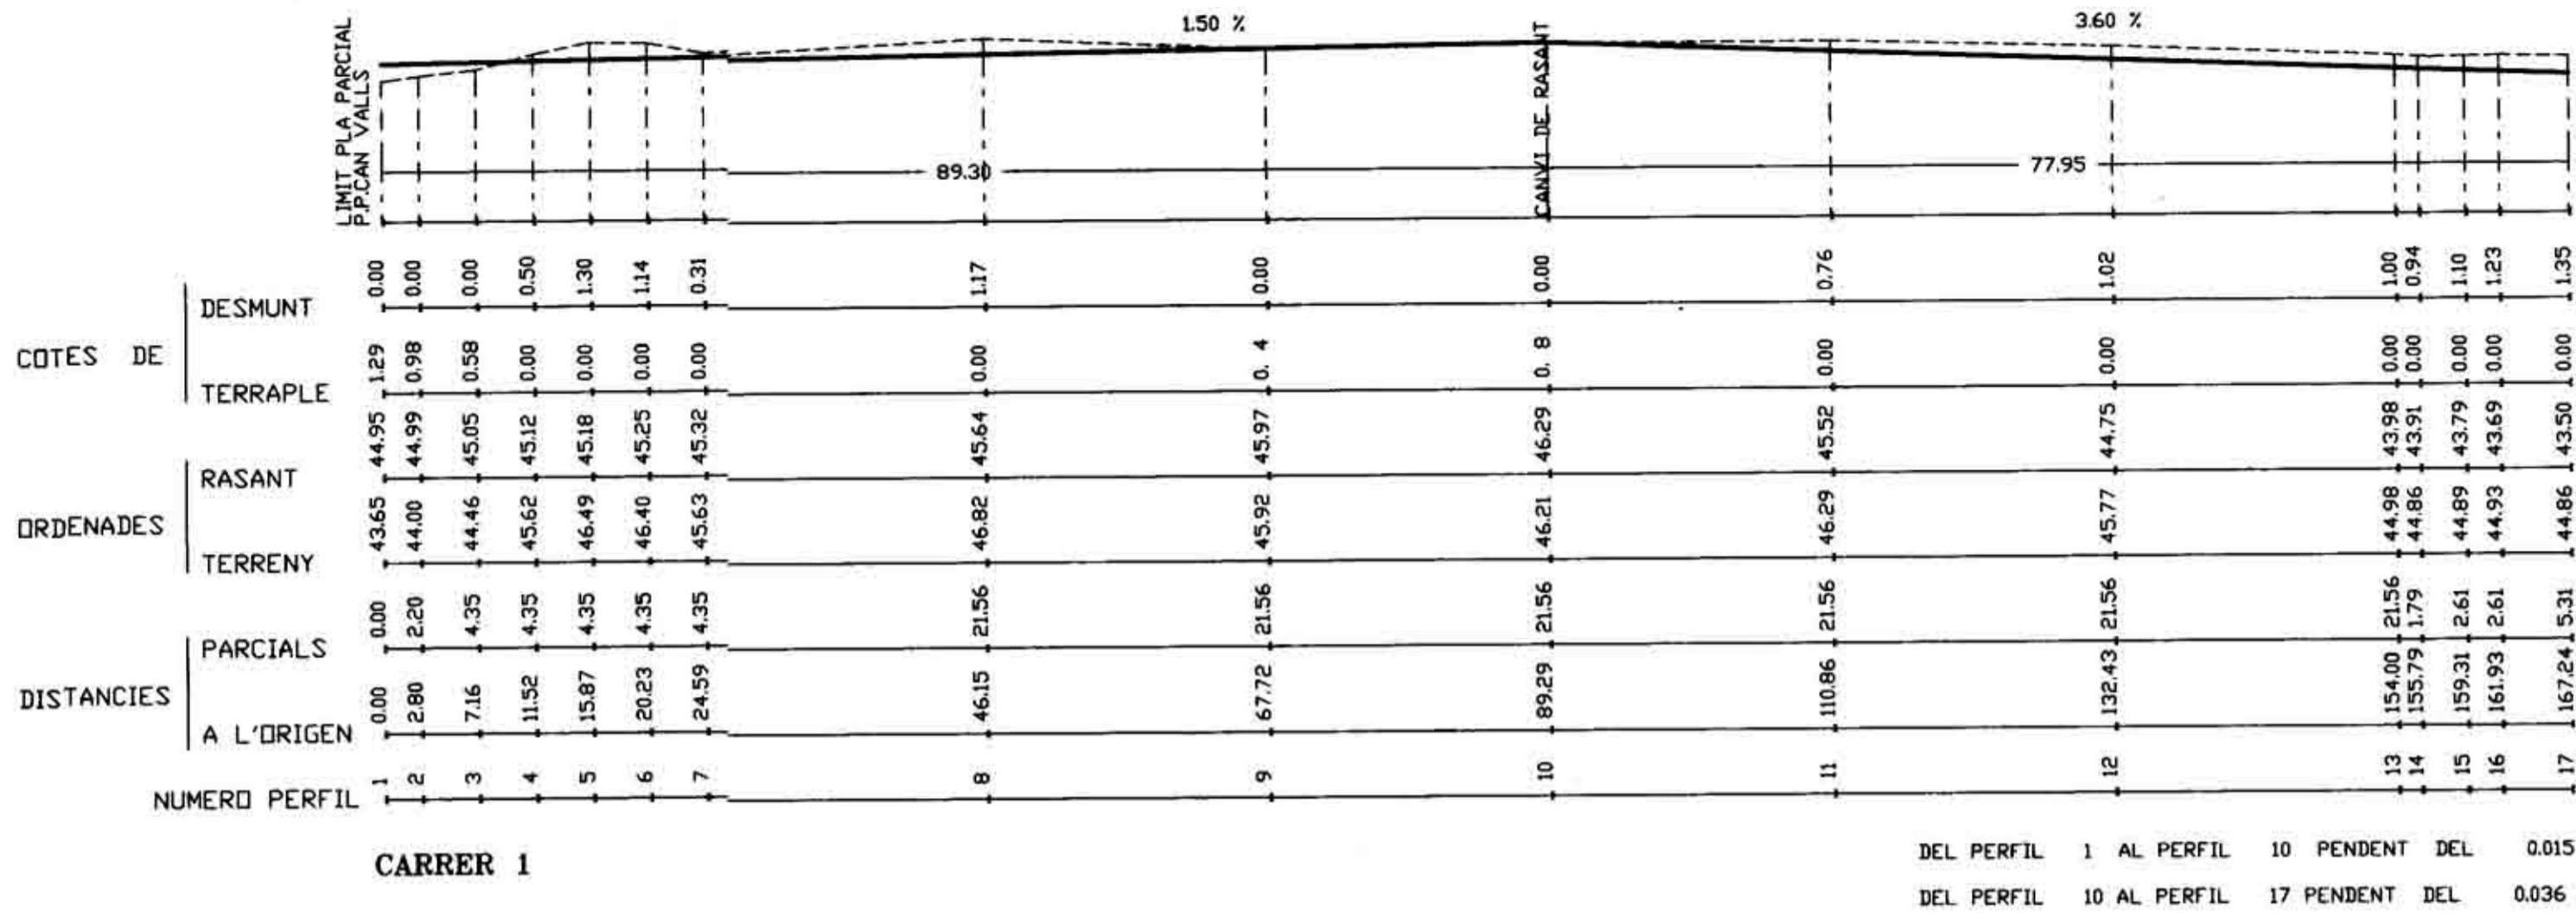 1.50 %
3.60 %
LIMIT PLA PARCIAL
P.P.CAN VALLS
CANVI DE RASANT
89.30
77.95
COTES DE
DESMUNT
0.00 0.00 0.00 0.50 1.30 1.14 0.31 1.17 0.00 0.00 0.76 1.02 1.00 0.94 1.10 1.23 1.35
TERRAPLE
1.29 0.98 0.58 0.00 0.00 0.00 0.00 0.00 0. 4 0. 8 0.00 0.00 0.00 0.00 0.00 0.00 0.00
ORDENADES
RASANT
44.95 44.99 45.05 45.12 45.18 45.25 45.32 45.64 45.97 46.29 45.52 44.75 43.98 43.91 43.79 43.69 43.50
TERRENY
43.65 44.00 44.46 45.62 46.49 46.40 45.63 46.82 45.92 46.21 46.29 45.77 44.98 44.86 44.89 44.93 44.86
DISTANCIES
PARCIALS
0.00 2.20 4.35 4.35 4.35 4.35 4.35 21.56 21.56 21.56 21.56 21.56 21.56 1.79 2.61 2.61 5.31
A L'ORIGEN
0.00 2.80 7.16 11.52 15.87 20.23 24.59 46.15 67.72 89.29 110.86 132.43 154.00 155.79 159.31 161.93 167.24
NUMERO PERFIL
1 2 3 4 5 6 7 8 9 10 11 12 13 14 15 16 17
CARRER 1
DEL PERFIL 1 AL PERFIL 10 PENDENT DEL 0.015
DEL PERFIL 10 AL PERFIL 17 PENDENT DEL 0.036